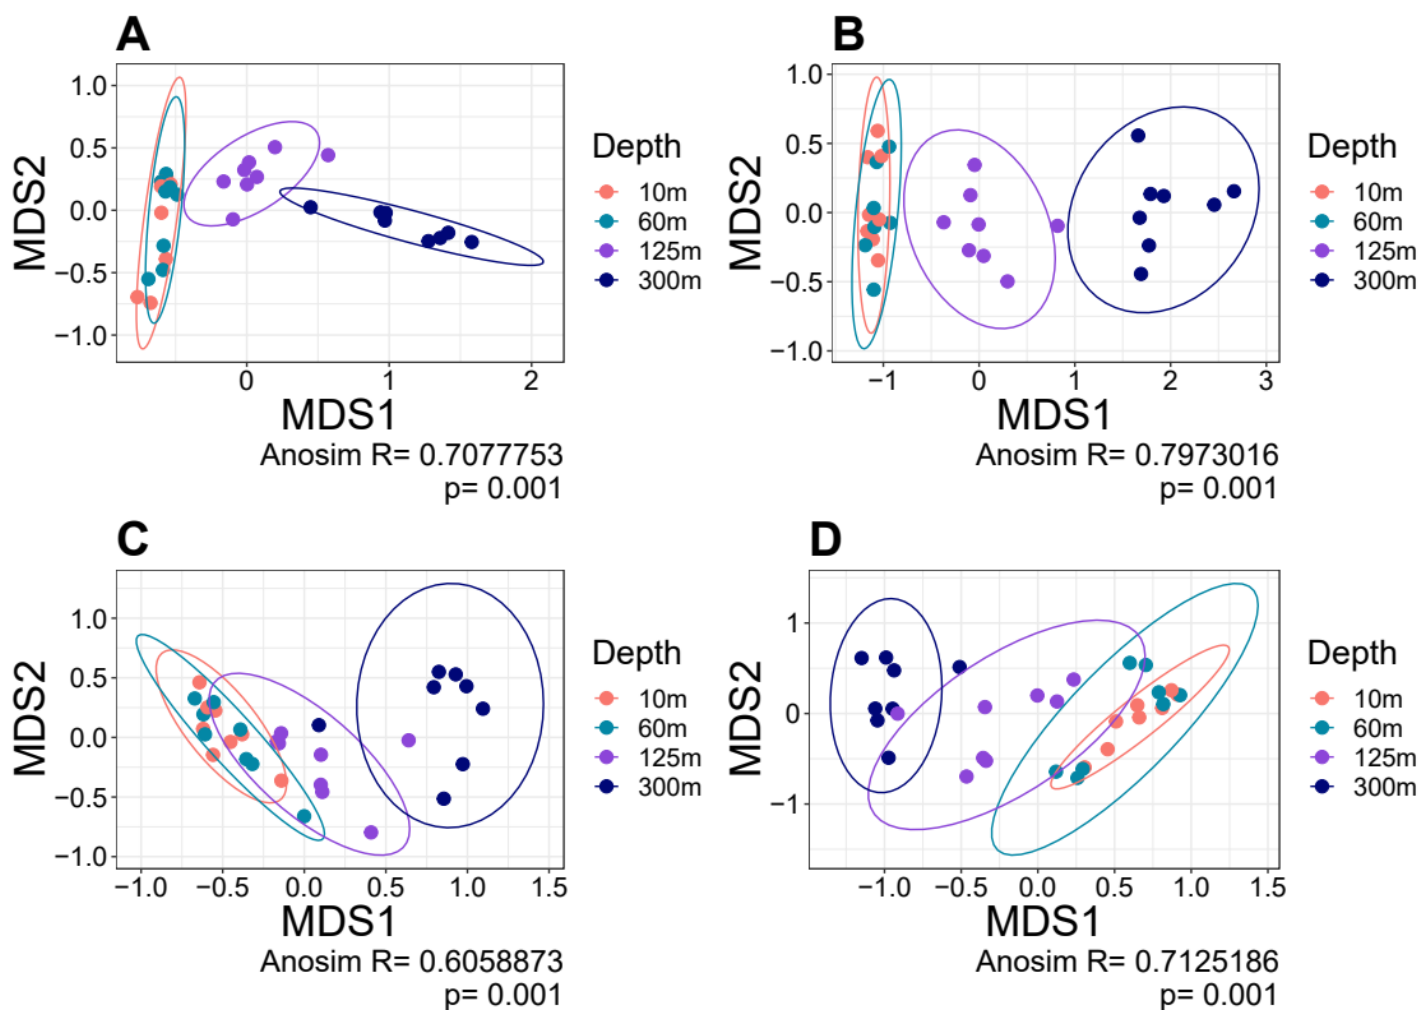 A
MDS2
1.0
0.5
0.0
−0.5
−1.0
0 1 2
MDS1
Anosim R= 0.7077753
p= 0.001
Depth
10m
60m
125m
300m
B
MDS2
1.0
0.5
0.0
−0.5
−1.0
−1 0 1 2 3
MDS1
Anosim R= 0.7973016
p= 0.001
Depth
10m
60m
125m
300m
C
MDS2
1.0
0.5
0.0
−0.5
−1.0
−1.0 −0.5 0.0 0.5 1.0 1.5
MDS1
Anosim R= 0.6058873
p= 0.001
Depth
10m
60m
125m
300m
D
MDS2
1
0
−1
−1.0 −0.5 0.0 0.5 1.0 1.5
MDS1
Anosim R= 0.7125186
p= 0.001
Depth
10m
60m
125m
300m